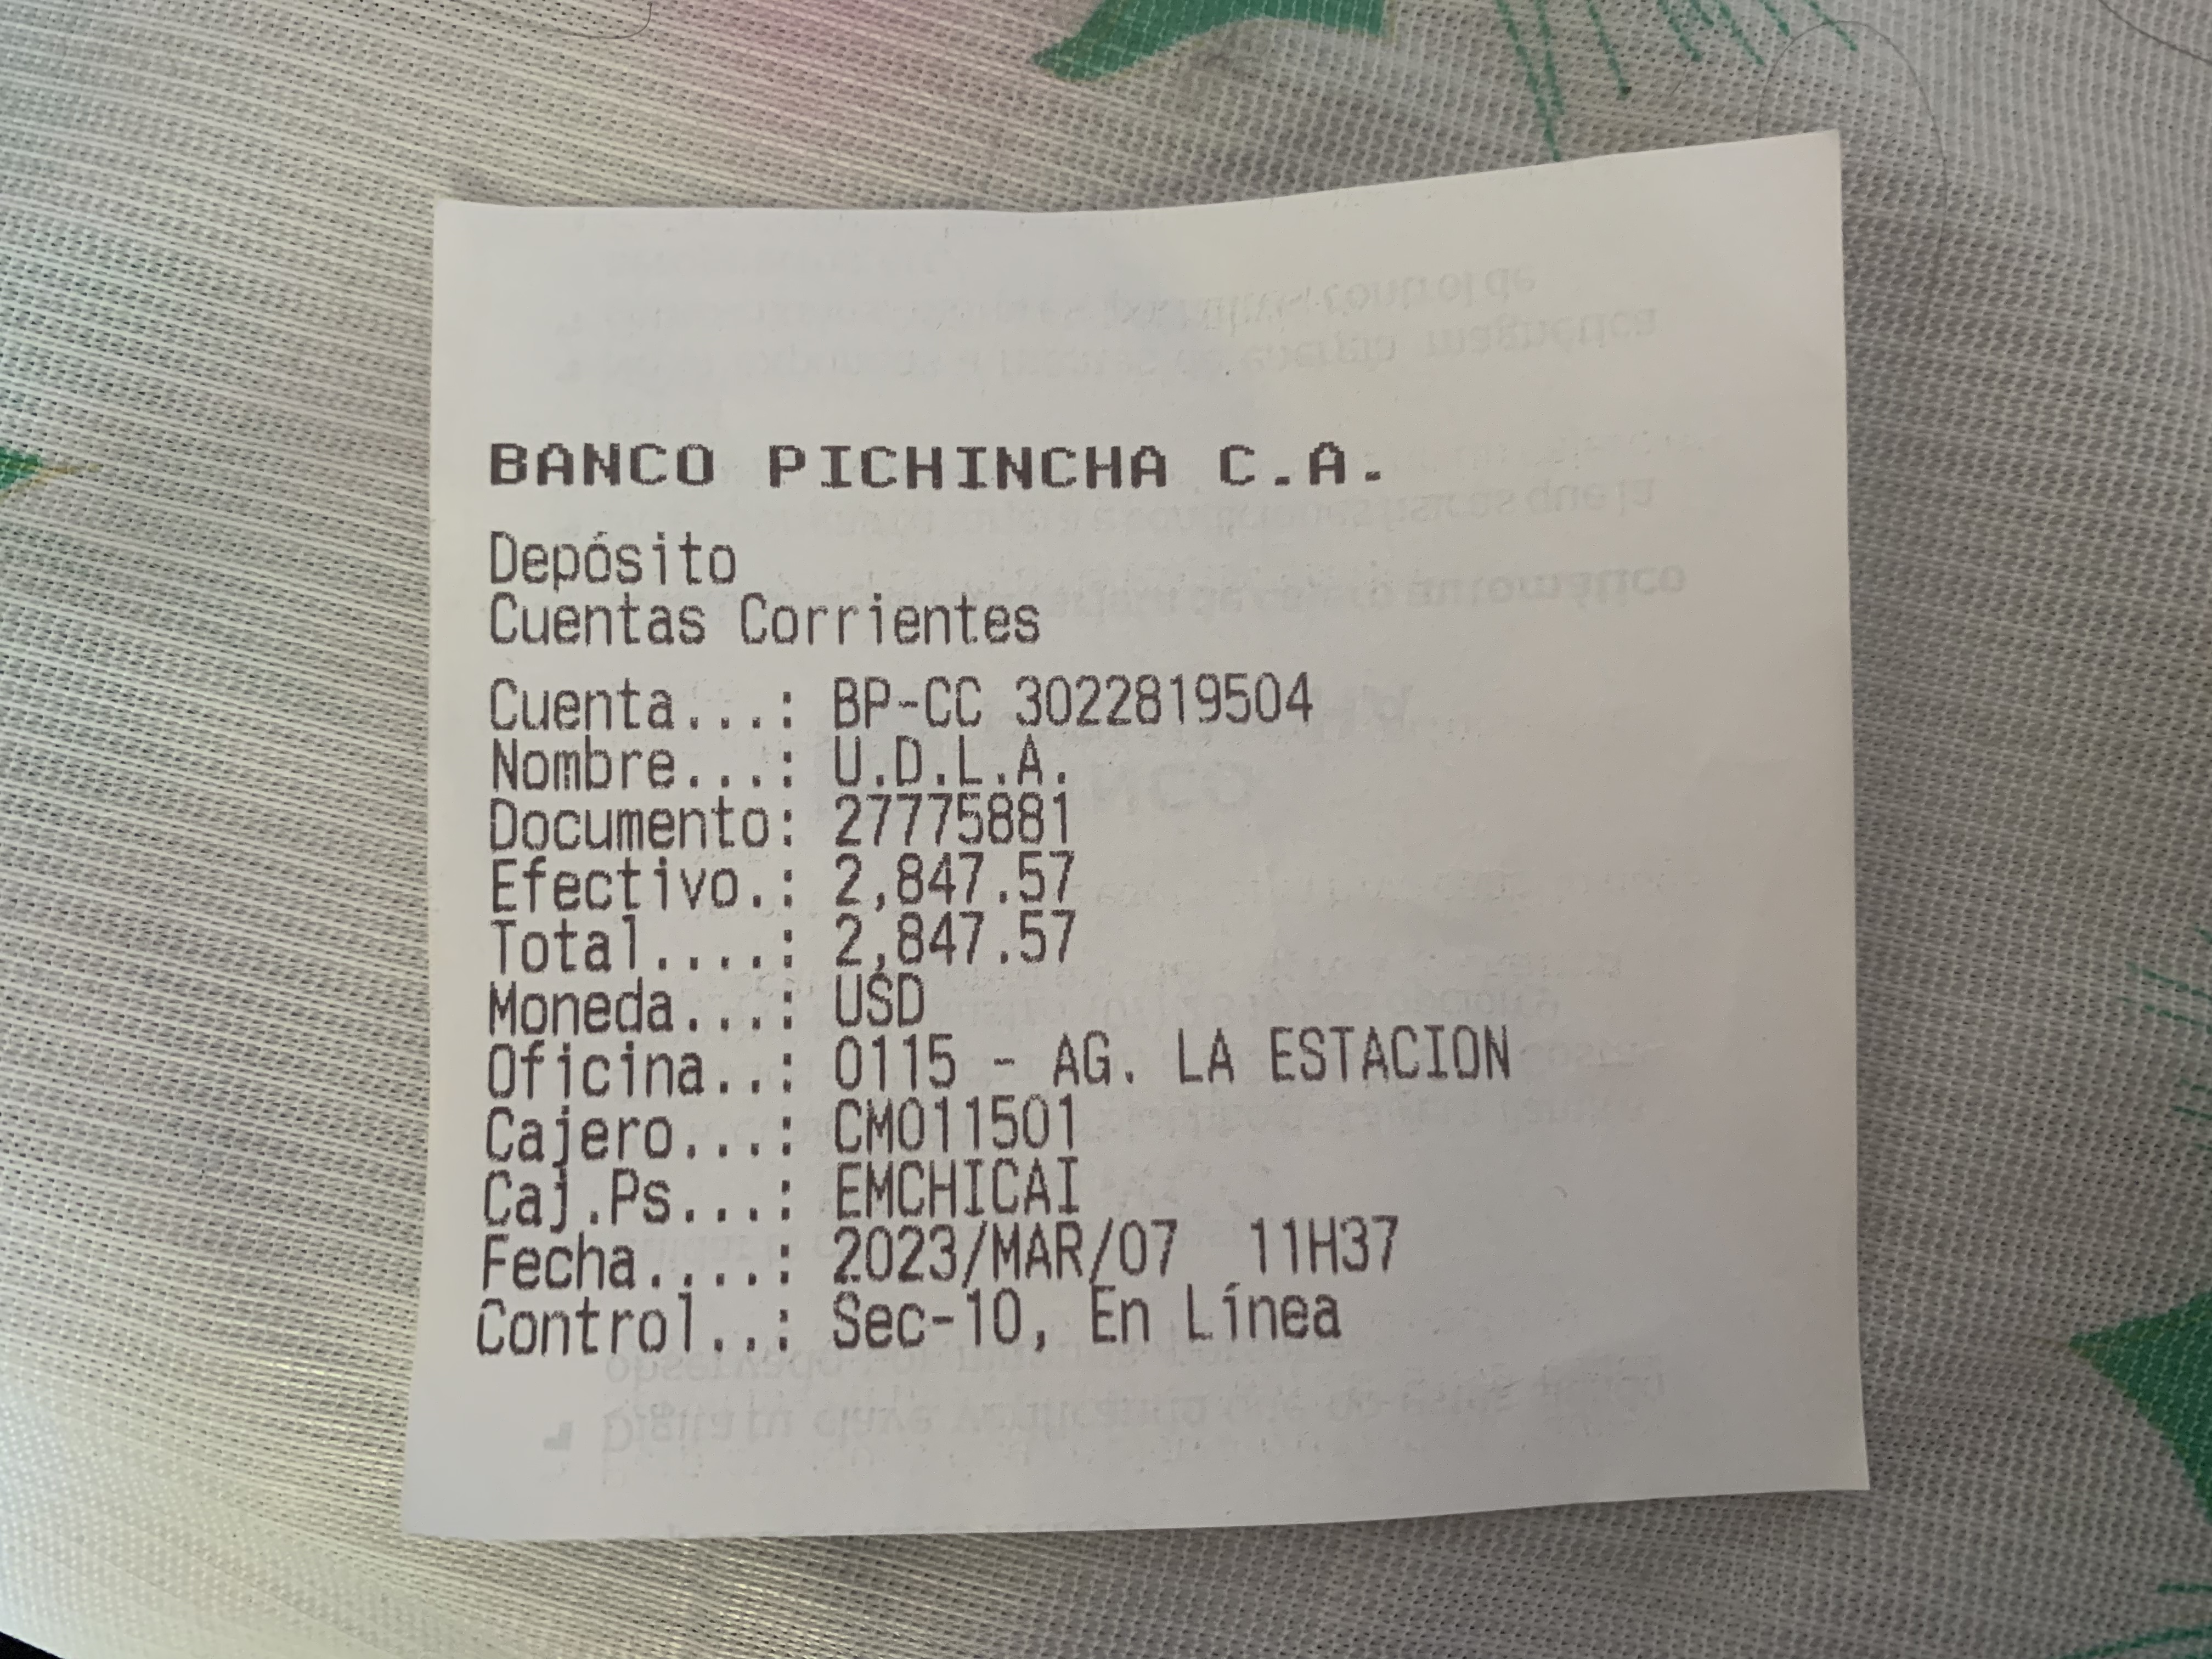 BANCO PICHINCHA C.A.
Depósito
Cuentas Corrientes
Cuenta...: BP-CC 3022819504
Nombre...: U.D.L.A.
Documento: 27775881
Efectivo.: 2,847.57
Total....: 2,847.57
Moneda...: USD
Oficina..: 0115 - AG. LA ESTACION
Cajero...: CM011501
Caj.Ps...: EMCHICAI
Fecha....: 2023/MAR/07  11H37
Control..: Sec-10, En Línea